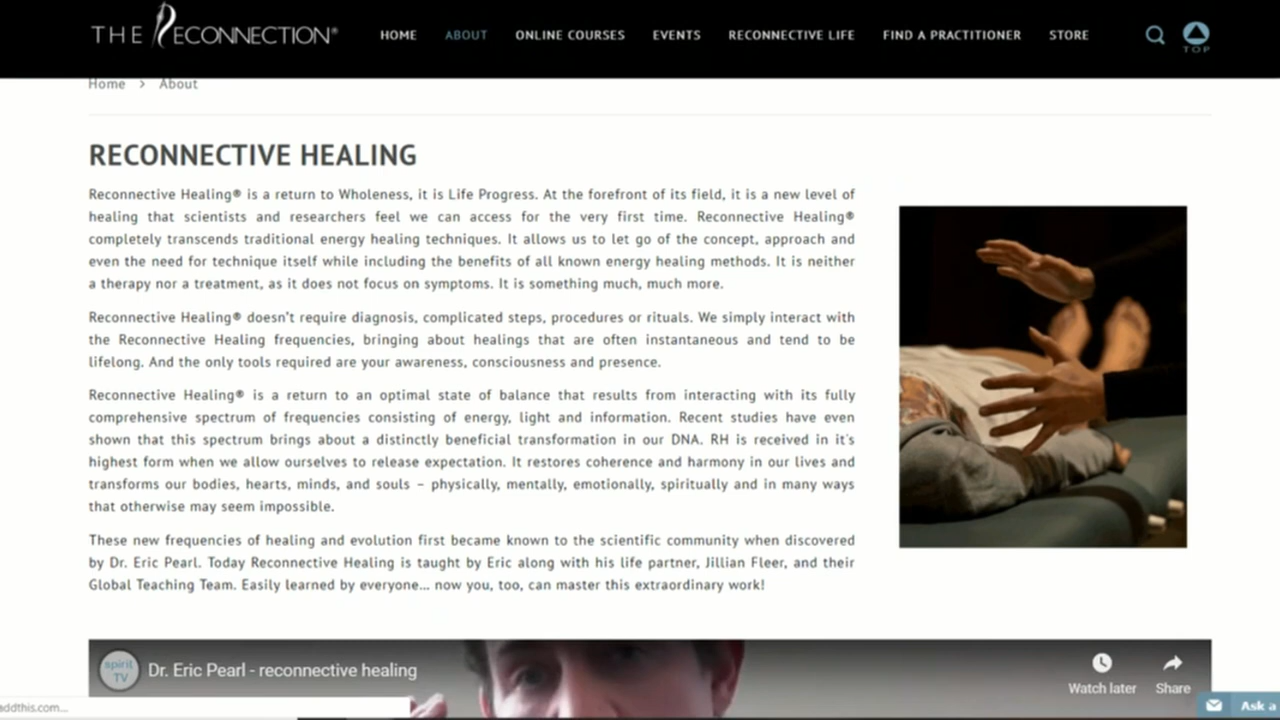 THE RECONNECTION®
HOME ABOUT ONLINE COURSES EVENTS RECONNECTIVE LIFE FIND A PRACTITIONER STORE
TOP
Home > About
RECONNECTIVE HEALING
Reconnective Healing® is a return to Wholeness, it is Life Progress. At the forefront of its field, it is a new level of
healing that scientists and researchers feel we can access for the very first time. Reconnective Healing®
completely transcends traditional energy healing techniques. It allows us to let go of the concept, approach and
even the need for technique itself while including the benefits of all known energy healing methods. It is neither
a therapy nor a treatment, as it does not focus on symptoms. It is something much, much more.
Reconnective Healing® doesn't require diagnosis, complicated steps, procedures or rituals. We simply interact with
the Reconnective Healing frequencies, bringing about healings that are often instantaneous and tend to be
lifelong. And the only tools required are your awareness, consciousness and presence.
Reconnective Healing® is a return to an optimal state of balance that results from interacting with its fully
comprehensive spectrum of frequencies consisting of energy, light and information. Recent studies have even
shown that this spectrum brings about a distinctly beneficial transformation in our DNA. RH is received in it's
highest form when we allow ourselves to release expectation. It restores coherence and harmony in our lives and
transforms our bodies, hearts, minds, and souls – physically, mentally, emotionally, spiritually and in many ways
that otherwise may seem impossible.
These new frequencies of healing and evolution first became known to the scientific community when discovered
by Dr. Eric Pearl. Today Reconnective Healing is taught by Eric along with his life partner, Jillian Fleer, and their
Global Teaching Team. Easily learned by everyone... now you, too, can master this extraordinary work!
spirit
TV
Dr. Eric Pearl - reconnective healing
Watch later Share
addthis.com...
Ask a